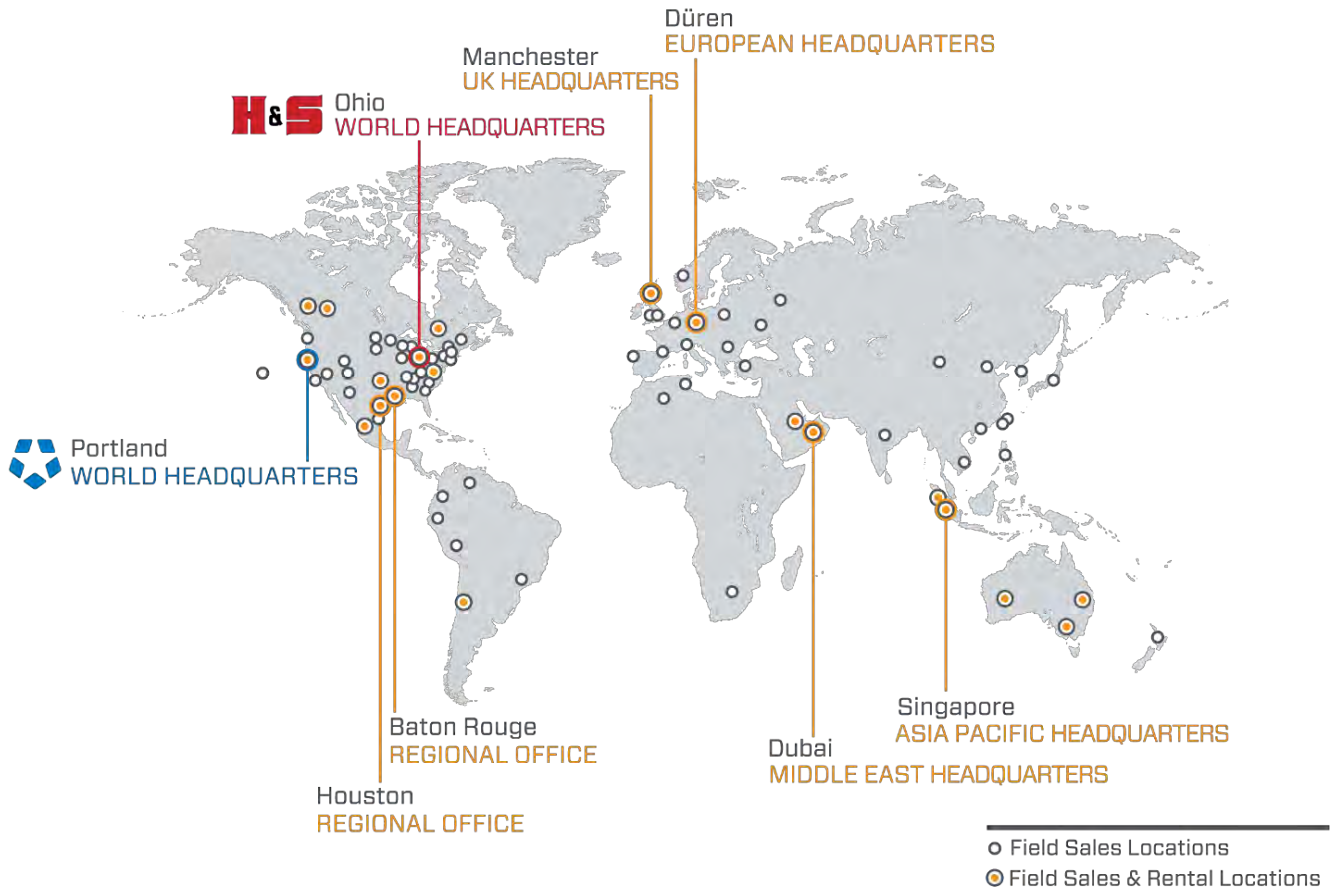 Düren
EUROPEAN HEADQUARTERS
Manchester
UK HEADQUARTERS
H&S
Ohio
WORLD HEADQUARTERS
Portland
WORLD HEADQUARTERS
Baton Rouge
REGIONAL OFFICE
Houston
REGIONAL OFFICE
Singapore
ASIA PACIFIC HEADQUARTERS
Dubai
MIDDLE EAST HEADQUARTERS
Field Sales Locations
Field Sales & Rental Locations